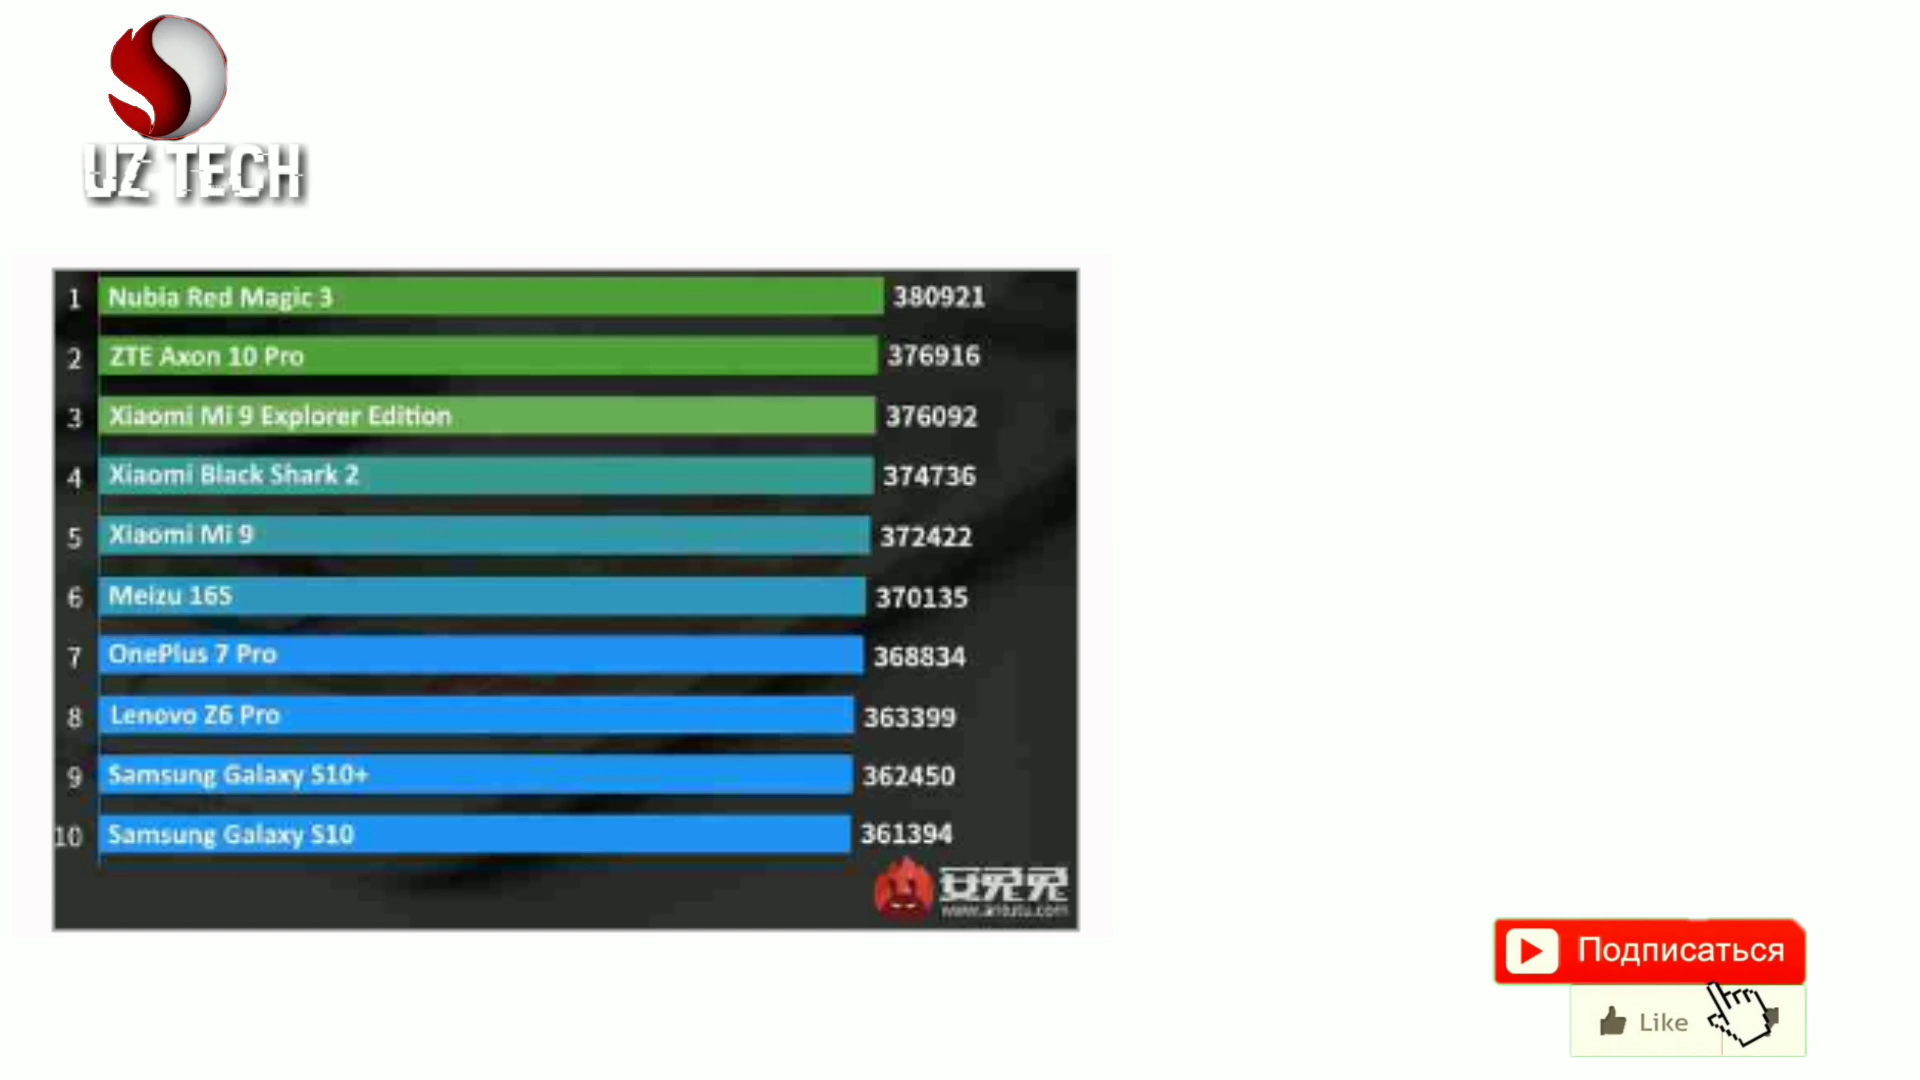 UZ TECH
1 Nubia Red Magic 3 380921
2 ZTE Axon 10 Pro 376916
3 Xiaomi Mi 9 Explorer Edition 376092
4 Xiaomi Black Shark 2 374736
5 Xiaomi Mi 9 372422
6 Meizu 16S 370135
7 OnePlus 7 Pro 368834
8 Lenovo Z6 Pro 363399
9 Samsung Galaxy S10+ 362450
10 Samsung Galaxy S10 361394
安兔兔
www.antutu.com
Подписаться
Like